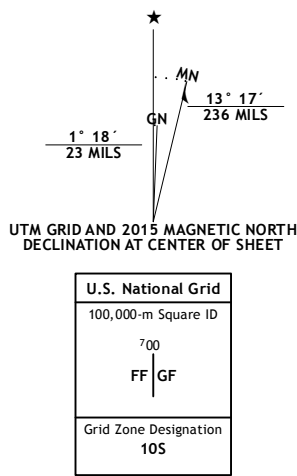 ★
MN
GN
13° 17´
236 MILS
1° 18´
23 MILS
UTM GRID AND 2015 MAGNETIC NORTH
DECLINATION AT CENTER OF SHEET
U.S. National Grid
100,000-m Square ID
⁷00
FF GF
Grid Zone Designation
10S